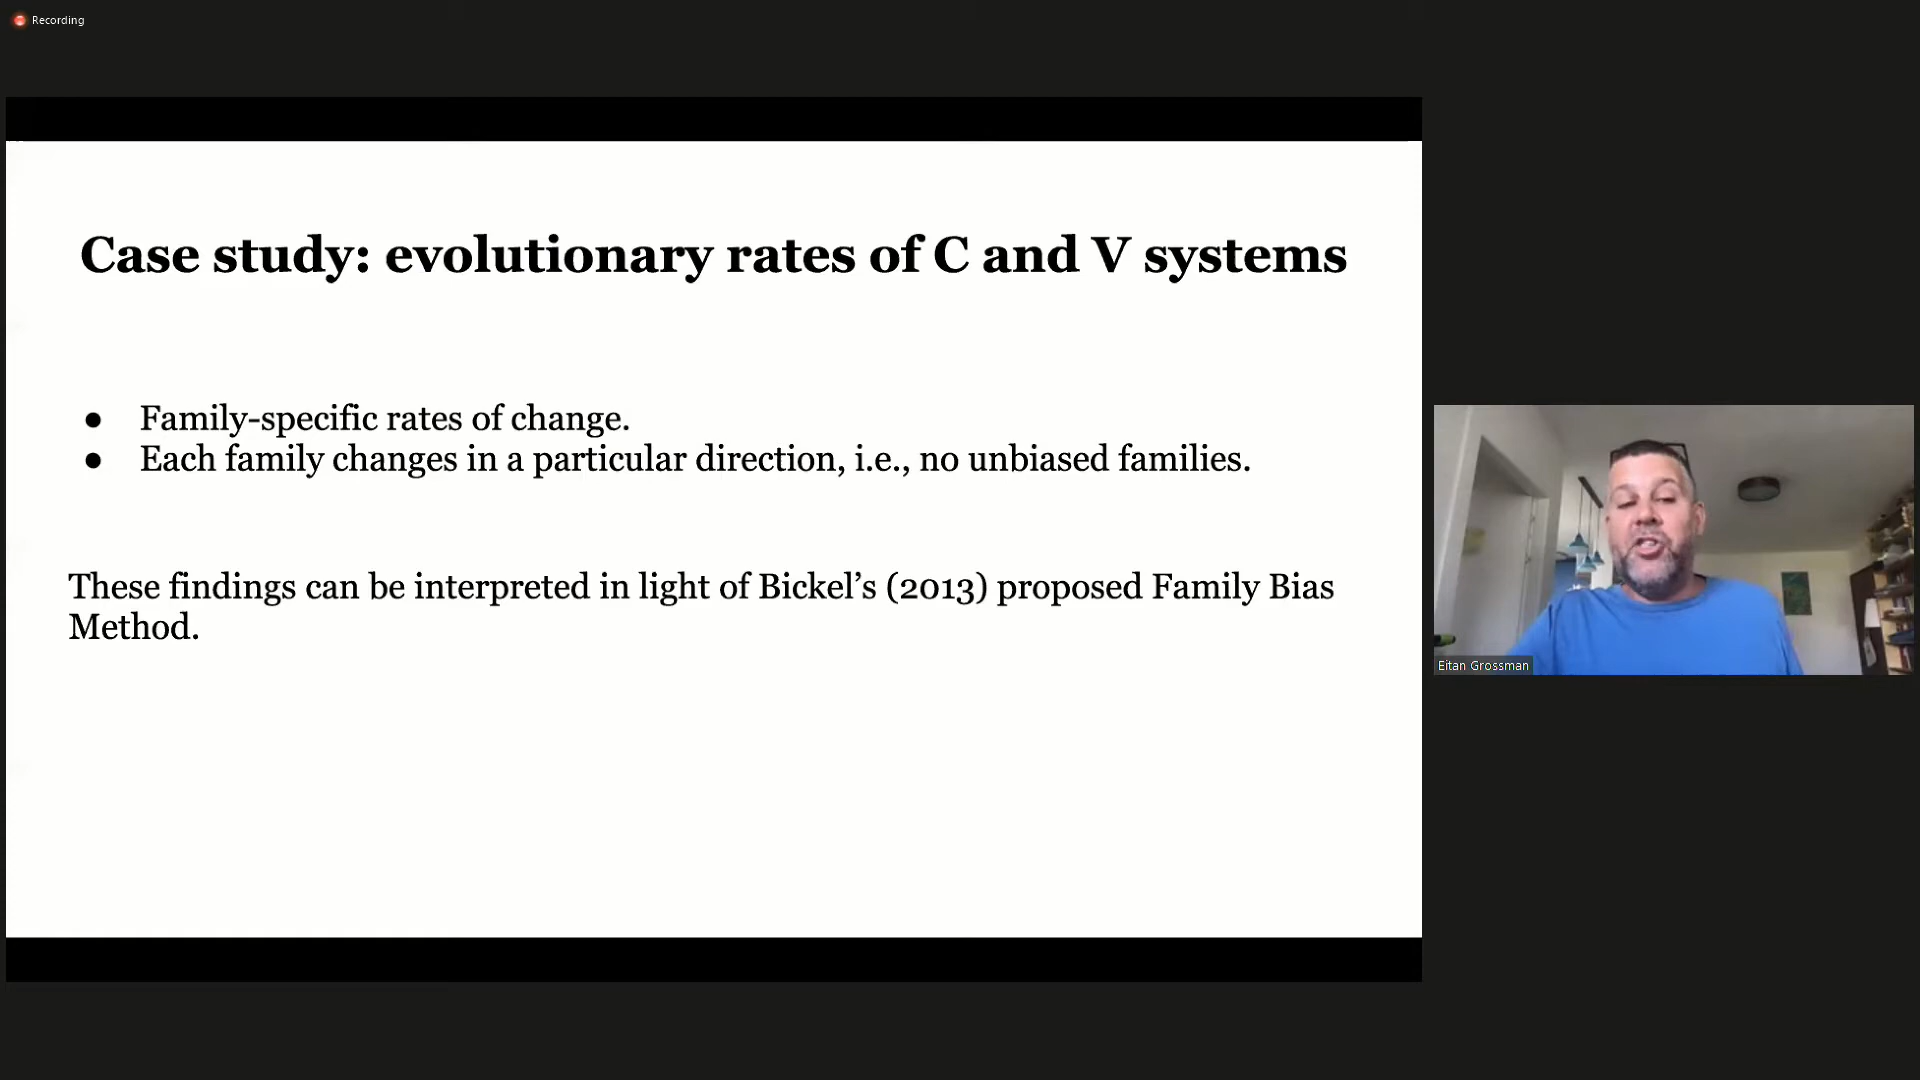 Recording
Case study: evolutionary rates of C and V systems
● Family-specific rates of change.
● Each family changes in a particular direction, i.e., no unbiased families.
These findings can be interpreted in light of Bickel’s (2013) proposed Family Bias
Method.
Eitan Grossman